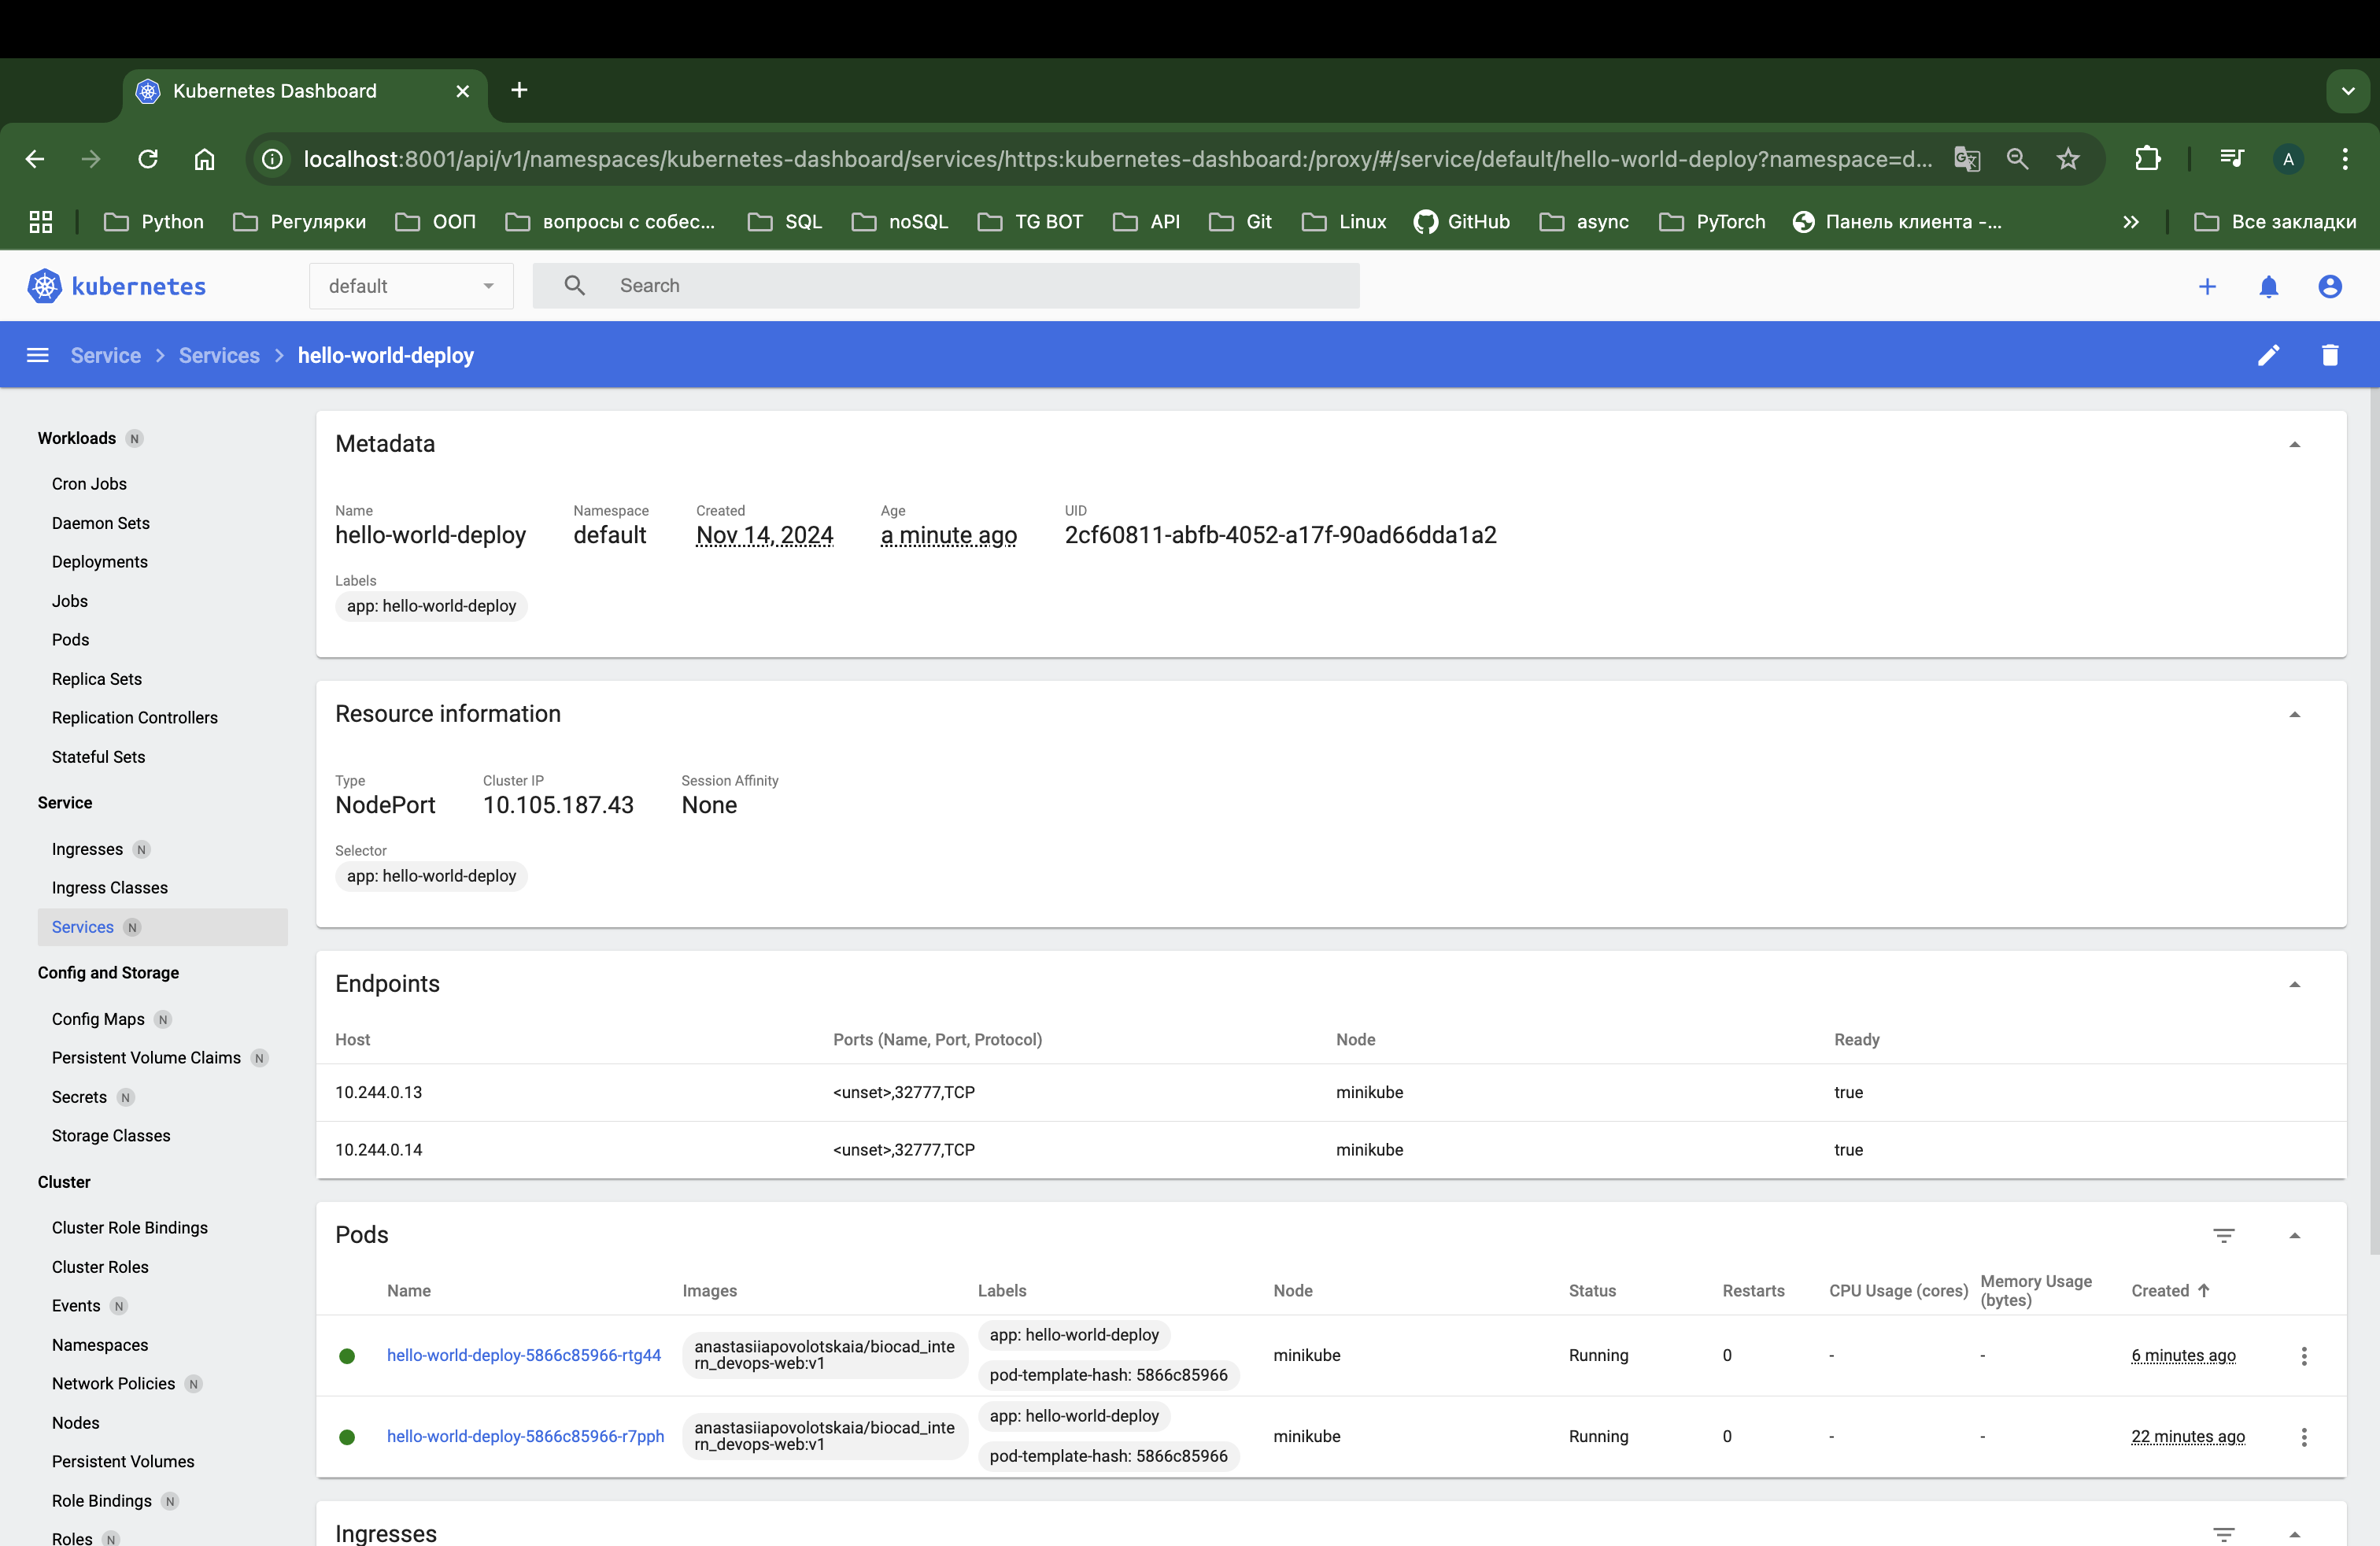 Kubernetes Dashboard
localhost:8001/api/v1/namespaces/kubernetes-dashboard/services/https:kubernetes-dashboard:/proxy/#/service/default/hello-world-deploy?namespace=d...
A
Python Регулярки ООП вопросы с собес... SQL noSQL TG BOT API Git Linux GitHub async PyTorch Панель клиента -... Все закладки
kubernetes default Search
Service Services hello-world-deploy
Workloads N
Cron Jobs
Daemon Sets
Deployments
Jobs
Pods
Replica Sets
Replication Controllers
Stateful Sets
Service
Ingresses N
Ingress Classes
Services N
Config and Storage
Config Maps N
Persistent Volume Claims N
Secrets N
Storage Classes
Cluster
Cluster Role Bindings
Cluster Roles
Events N
Namespaces
Network Policies N
Nodes
Persistent Volumes
Role Bindings N
Roles N
Metadata
Name Namespace Created Age UID
hello-world-deploy default Nov 14, 2024 a minute ago 2cf60811-abfb-4052-a17f-90ad66dda1a2
Labels
app: hello-world-deploy
Resource information
Type Cluster IP Session Affinity
NodePort 10.105.187.43 None
Selector
app: hello-world-deploy
Endpoints
Host Ports (Name, Port, Protocol) Node Ready
10.244.0.13 <unset>,32777,TCP minikube true
10.244.0.14 <unset>,32777,TCP minikube true
Pods
Name Images Labels Node Status Restarts CPU Usage (cores) Memory Usage (bytes) Created
hello-world-deploy-5866c85966-rtg44 anastasiiapovolotskaia/biocad_inte
rn_devops-web:v1 app: hello-world-deploy
pod-template-hash: 5866c85966 minikube Running 0 - - 6 minutes ago
hello-world-deploy-5866c85966-r7pph anastasiiapovolotskaia/biocad_inte
rn_devops-web:v1 app: hello-world-deploy
pod-template-hash: 5866c85966 minikube Running 0 - - 22 minutes ago
Ingresses